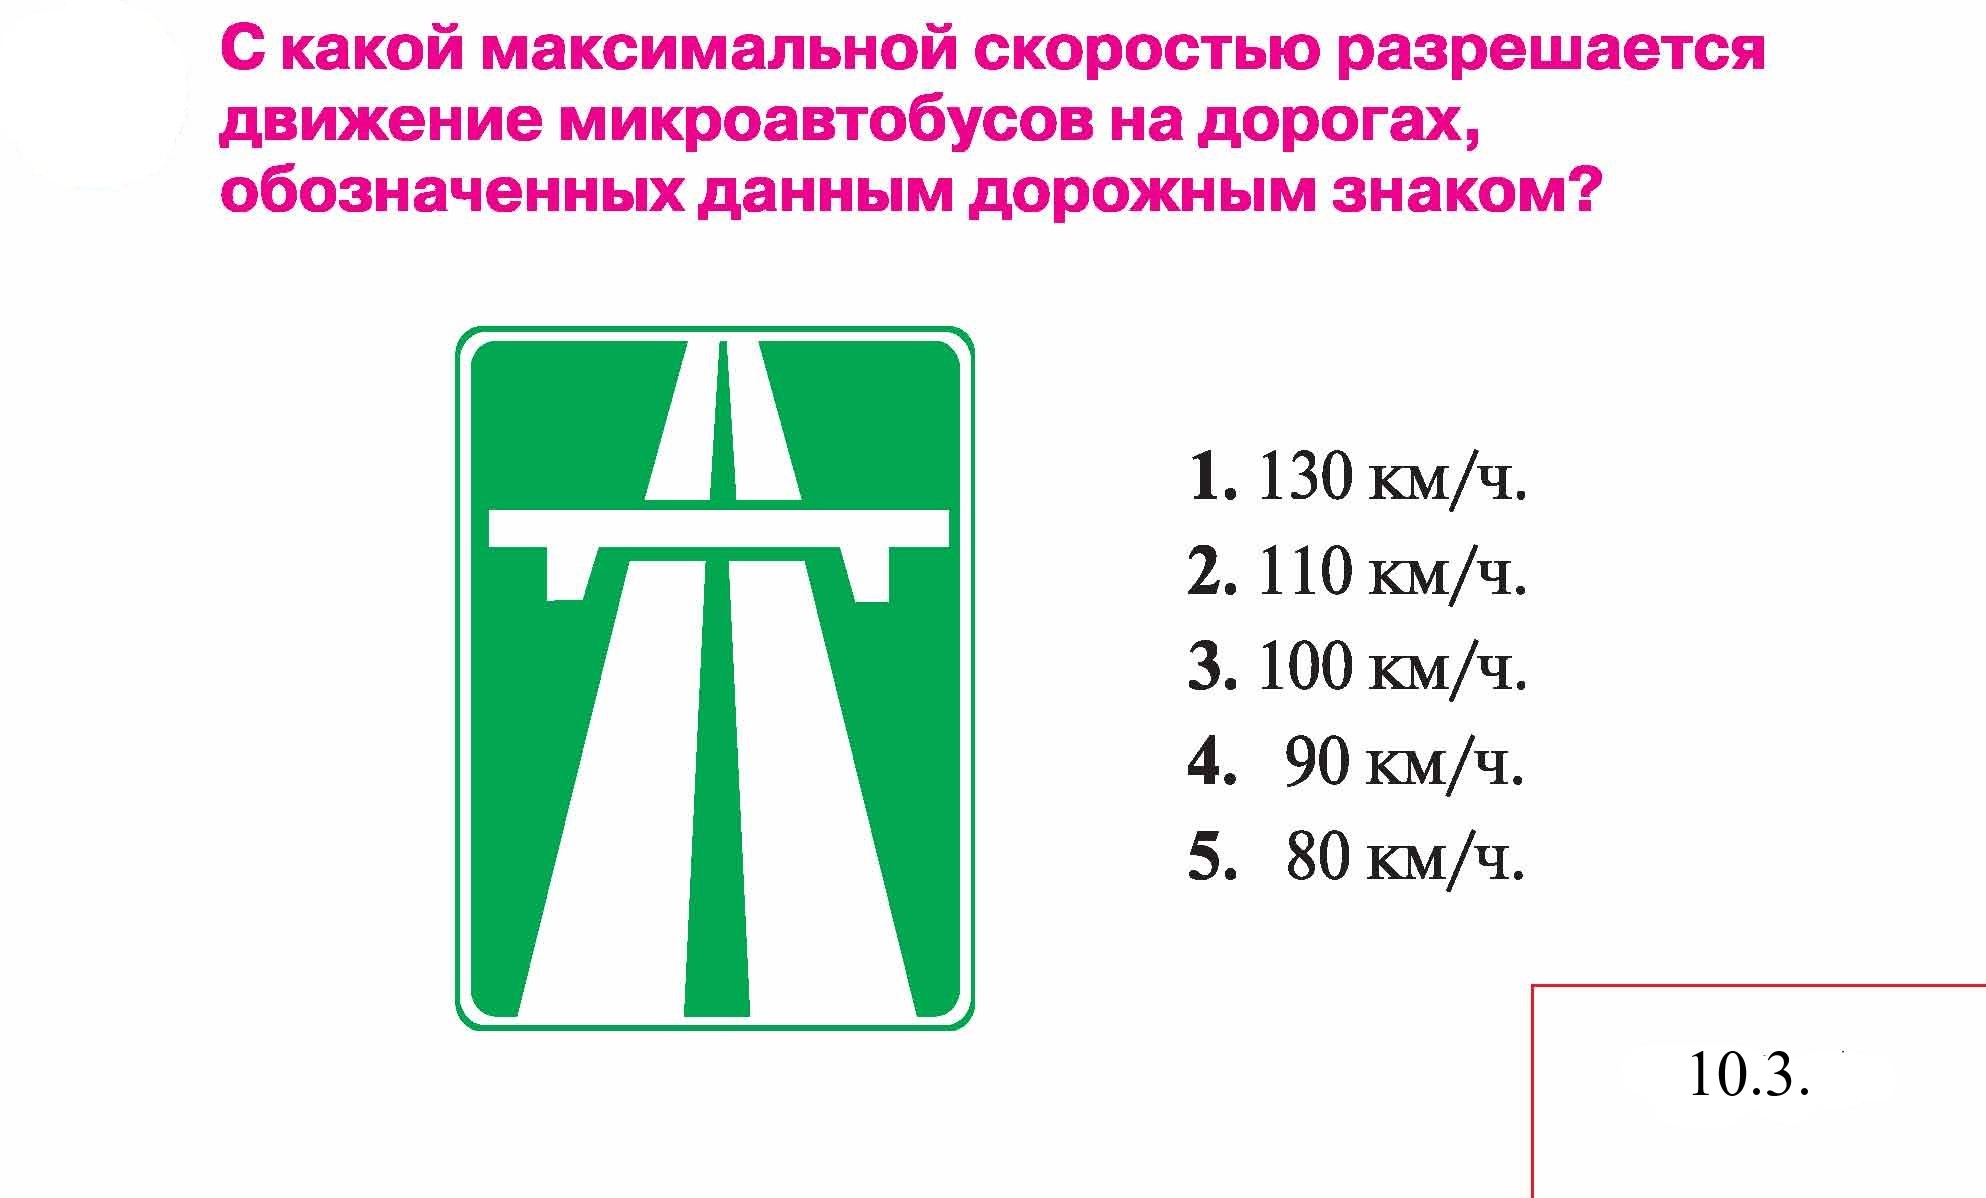 С какой максимальной скоростью разрешается
движение микроавтобусов на дорогах,
обозначенных данным дорожным знаком?
1. 130 км/ч.
2. 110 км/ч.
3. 100 км/ч.
4. 90 км/ч.
5. 80 км/ч.
10.3.